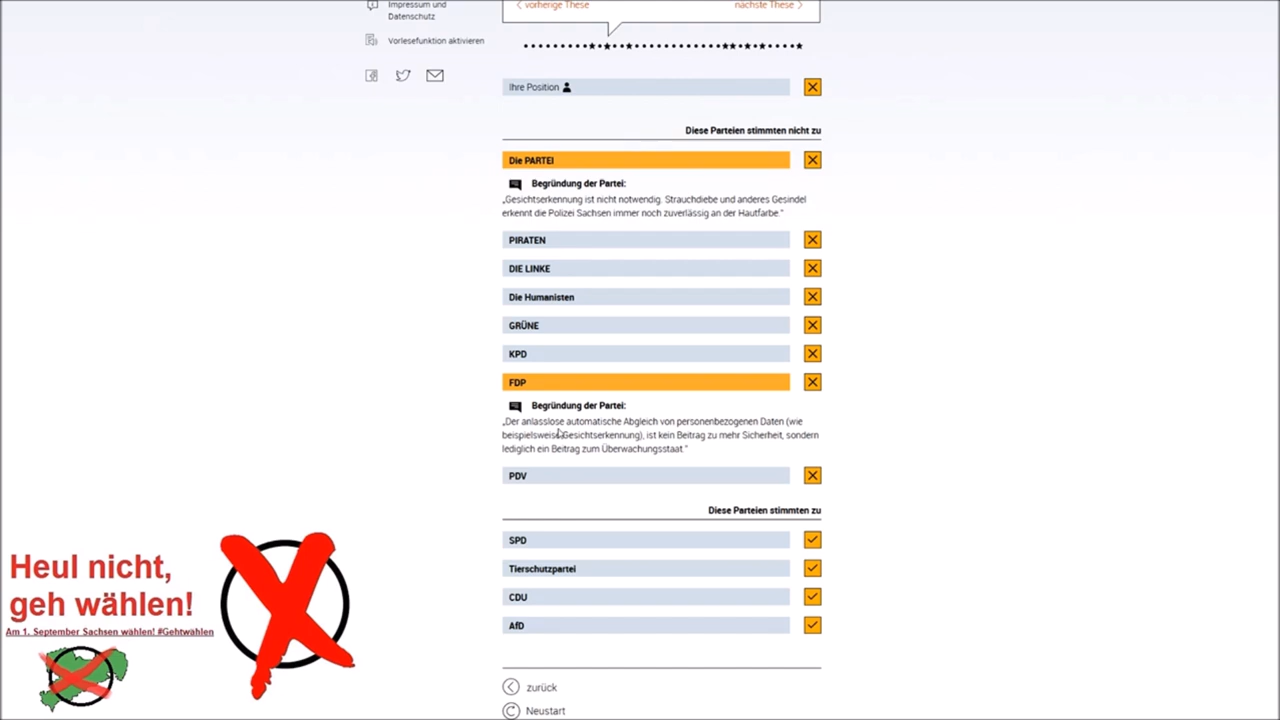 Impressum und
Datenschutz
Vorlesefunktion aktivieren
vorherige These
nächste These
Ihre Position
Diese Parteien stimmten nicht zu
Die PARTEI
Begründung der Partei:
„Gesichtserkennung ist nicht notwendig. Strauchdiebe und anderes Gesindel
erkennt die Polizei Sachsen immer noch zuverlässig an der Hautfarbe.“
PIRATEN
DIE LINKE
Die Humanisten
GRÜNE
KPD
FDP
Begründung der Partei:
„Der anlasslose automatische Abgleich von personenbezogenen Daten (wie
beispielsweise Gesichtserkennung), ist kein Beitrag zu mehr Sicherheit, sondern
lediglich ein Beitrag zum Überwachungsstaat.“
PDV
Diese Parteien stimmten zu
SPD
Tierschutzpartei
CDU
AfD
zurück
Neustart
Heul nicht,
geh wählen!
Am 1. September Sachsen wählen! #Gehtwählen